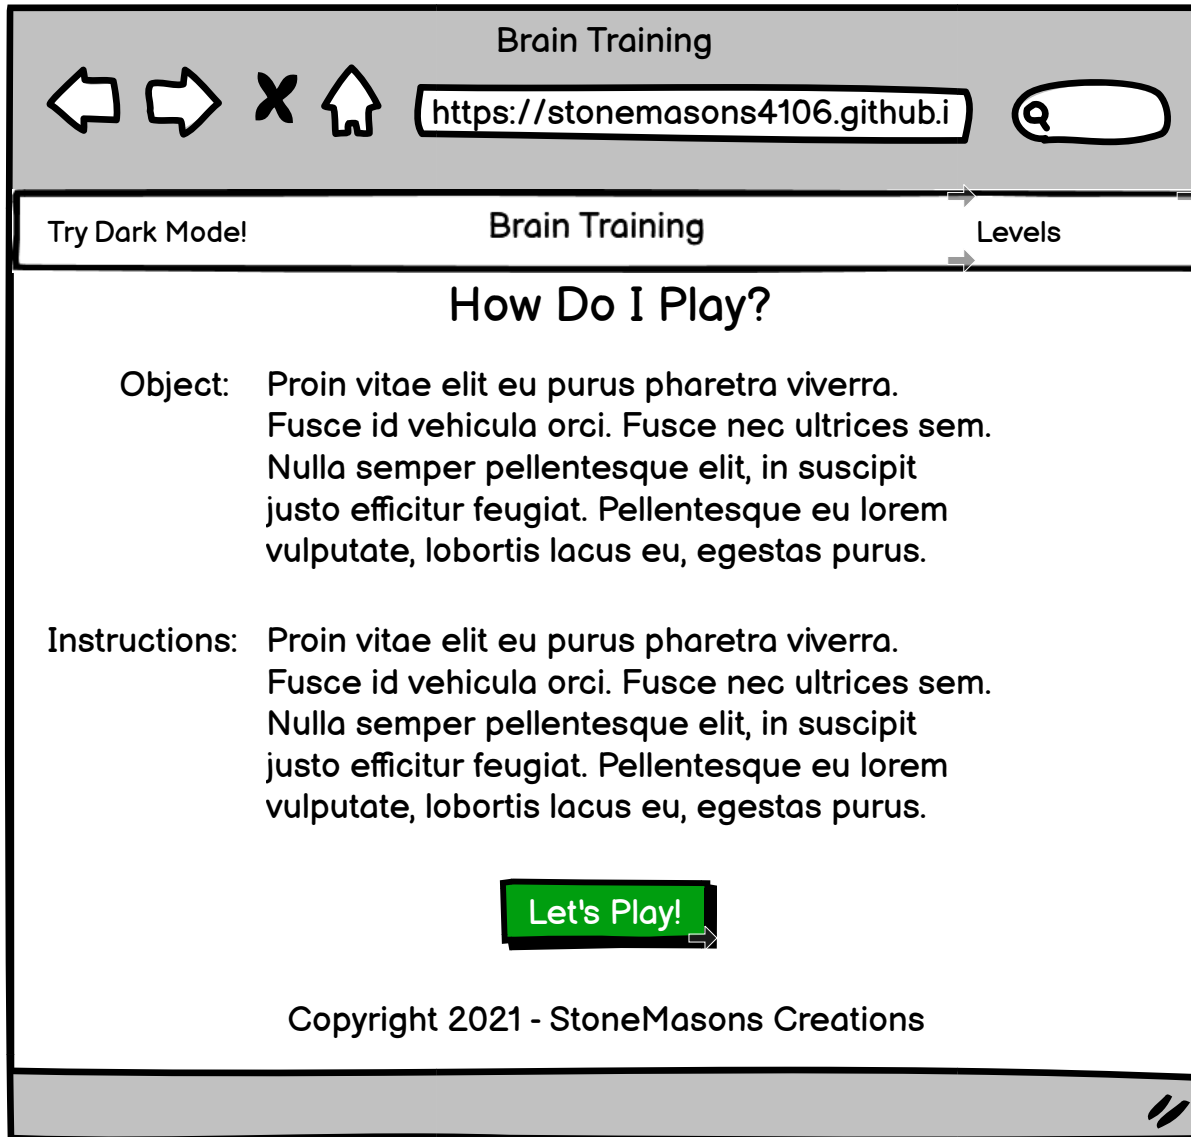 Brain Training
https://stonemasons4106.github.i
Try Dark Mode! Brain Training Levels
How Do I Play?
Object: Proin vitae elit eu purus pharetra viverra.
Fusce id vehicula orci. Fusce nec ultrices sem.
Nulla semper pellentesque elit, in suscipit
justo efficitur feugiat. Pellentesque eu lorem
vulputate, lobortis lacus eu, egestas purus.
Instructions: Proin vitae elit eu purus pharetra viverra.
Fusce id vehicula orci. Fusce nec ultrices sem.
Nulla semper pellentesque elit, in suscipit
justo efficitur feugiat. Pellentesque eu lorem
vulputate, lobortis lacus eu, egestas purus.
Let's Play!
Copyright 2021 - StoneMasons Creations